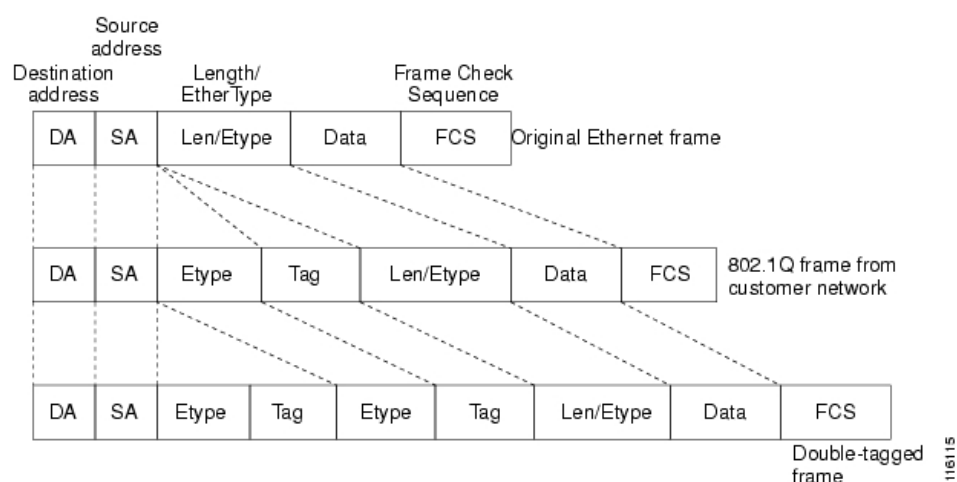 Source
address
Destination
address
Length/
EtherType
Frame Check
Sequence
DA SA Len/Etype Data FCS Original Ethernet frame
DA SA Etype Tag Len/Etype Data FCS
802.1Q frame from
customer network
DA SA Etype Tag Etype Tag Len/Etype Data FCS
Double-tagged
frame
116115